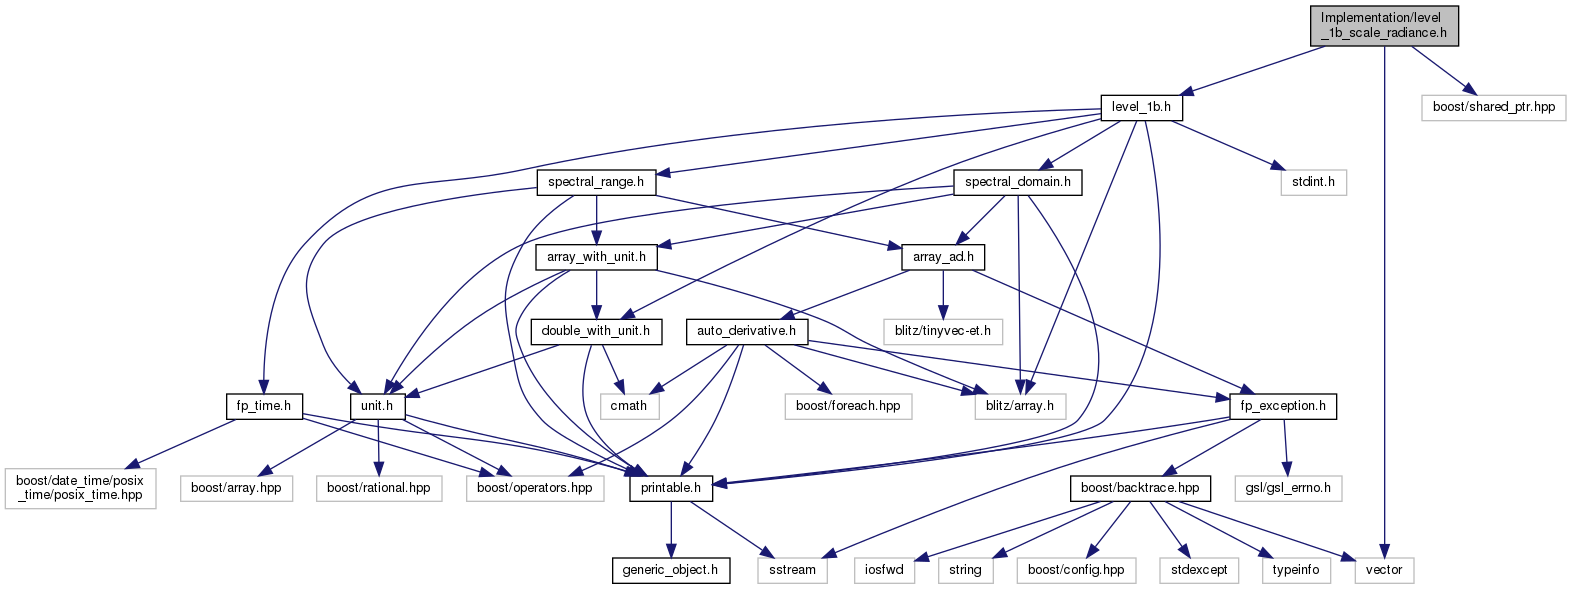 Implementation/level
_1b_scale_radiance.h
level_1b.h
boost/shared_ptr.hpp
spectral_range.h
spectral_domain.h
stdint.h
array_with_unit.h
array_ad.h
double_with_unit.h
auto_derivative.h
blitz/tinyvec-et.h
fp_time.h
unit.h
cmath
boost/foreach.hpp
blitz/array.h
fp_exception.h
boost/date_time/posix
_time/posix_time.hpp
boost/array.hpp
boost/rational.hpp
boost/operators.hpp
printable.h
boost/backtrace.hpp
gsl/gsl_errno.h
generic_object.h
sstream
iosfwd
string
boost/config.hpp
stdexcept
typeinfo
vector